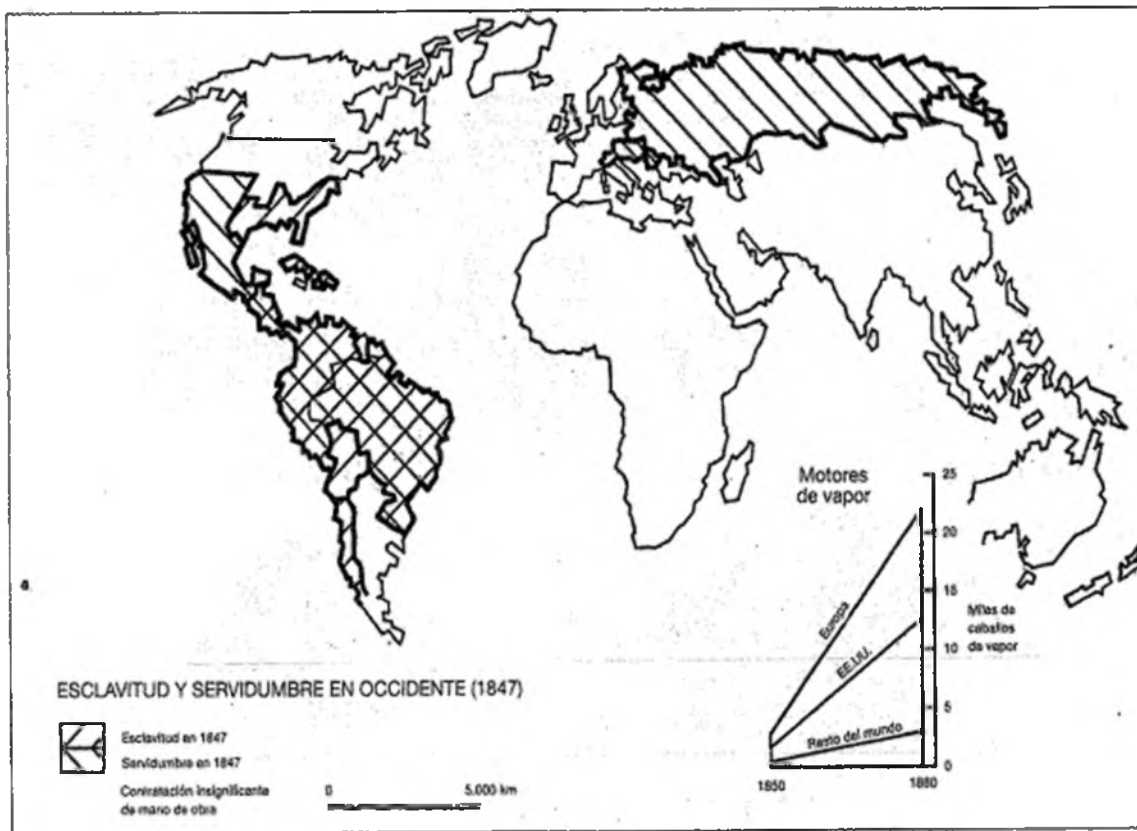 Motores
de vapor
25
20
15
10
5
0
Miles de
caballos
de vapor
Europa
EE.UU.
Resto del mundo
1850
1880
ESCLAVITUD Y SERVIDUMBRE EN OCCIDENTE (1847)
Esclavitud en 1847
Servidumbre en 1847
Contratación insignificante
de mano de obra
0
5.000 km